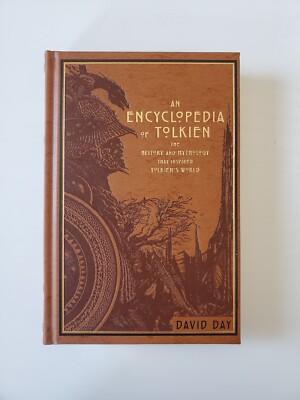 AN
ENCYCLOPEDIA
OF TOLKIEN
THE
HISTORY AND MYTHOLOGY
THAT INSPIRED
TOLKIEN'S WORLD
DAVID DAY